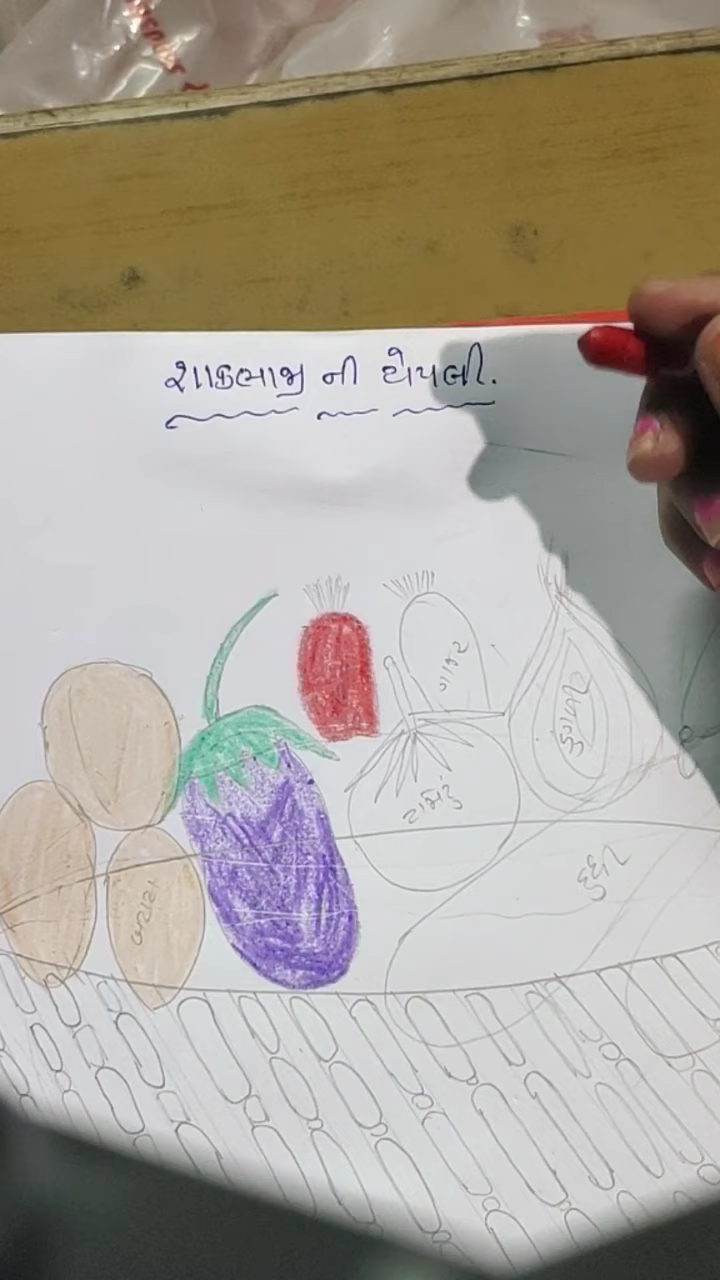 શાકભાજી ની ટોપલી.
ગાજર
ડુંગળી
ટામેટું
દુધી
બટાટા